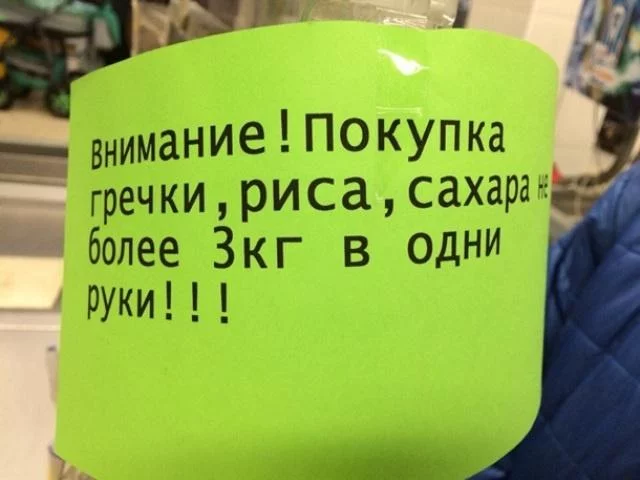 Внимание!Покупка
гречки,риса,сахара не
более 3кг в одни
руки!!!